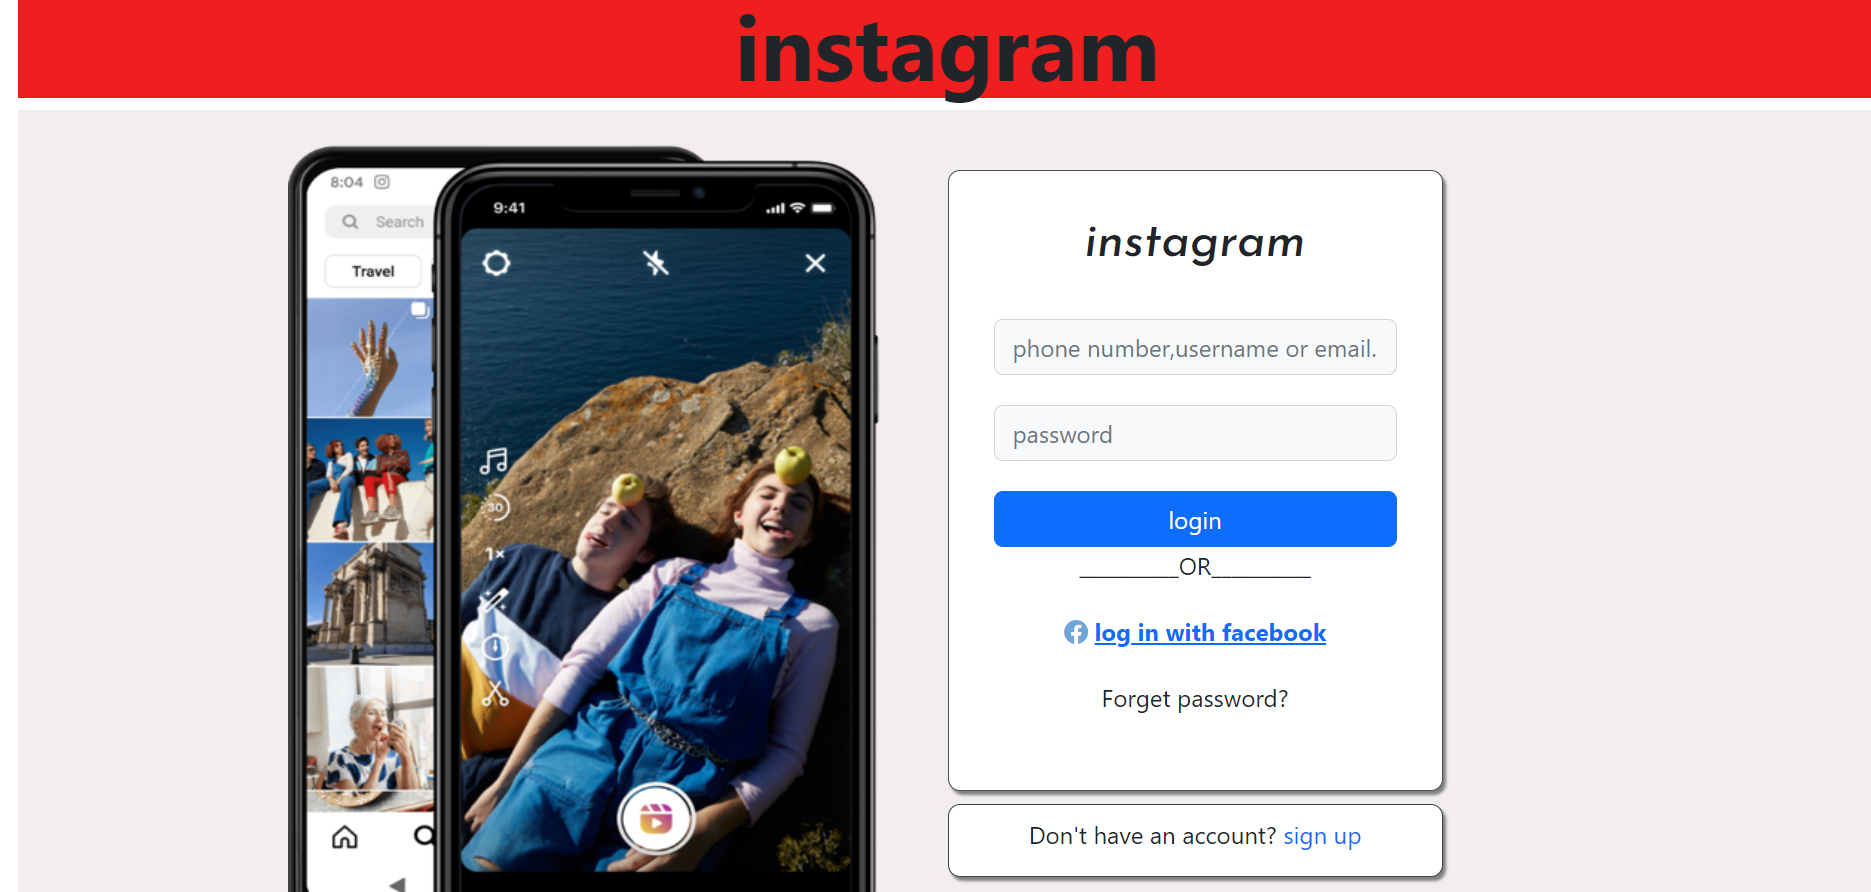 instagram
8:04
Search
Travel
9:41
30
1×
instagram
phone number,username or email.
password
login
__________OR__________
log in with facebook
Forget password?
Don't have an account? sign up